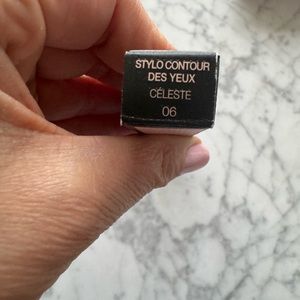 STYLO CONTOUR
DES YEUX
CÉLESTE
06